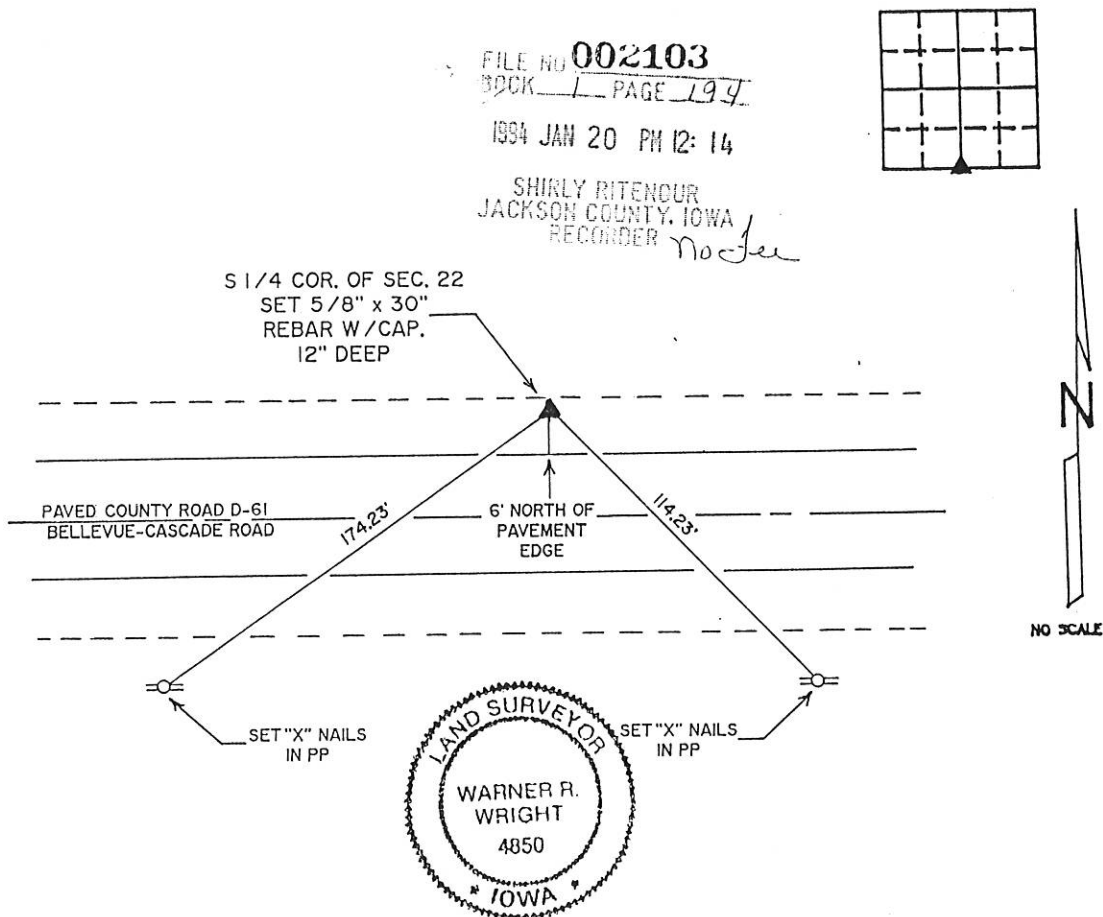 FILE NO 002103
BOOK 1 PAGE 194
1994 JAN 20 PM 12:14
SHIRLY RITENOUR
JACKSON COUNTY, IOWA
RECORDER No Fee
S 1/4 COR. OF SEC. 22
SET 5/8" x 30"
REBAR W/CAP.
12" DEEP
N
NO SCALE
PAVED COUNTY ROAD D-61
BELLEVUE-CASCADE ROAD
174.23'
6' NORTH OF
PAVEMENT
EDGE
114.23'
SET "X" NAILS
IN PP
SET "X" NAILS
IN PP
LAND SURVEYOR
WARNER R.
WRIGHT
4850
* IOWA *